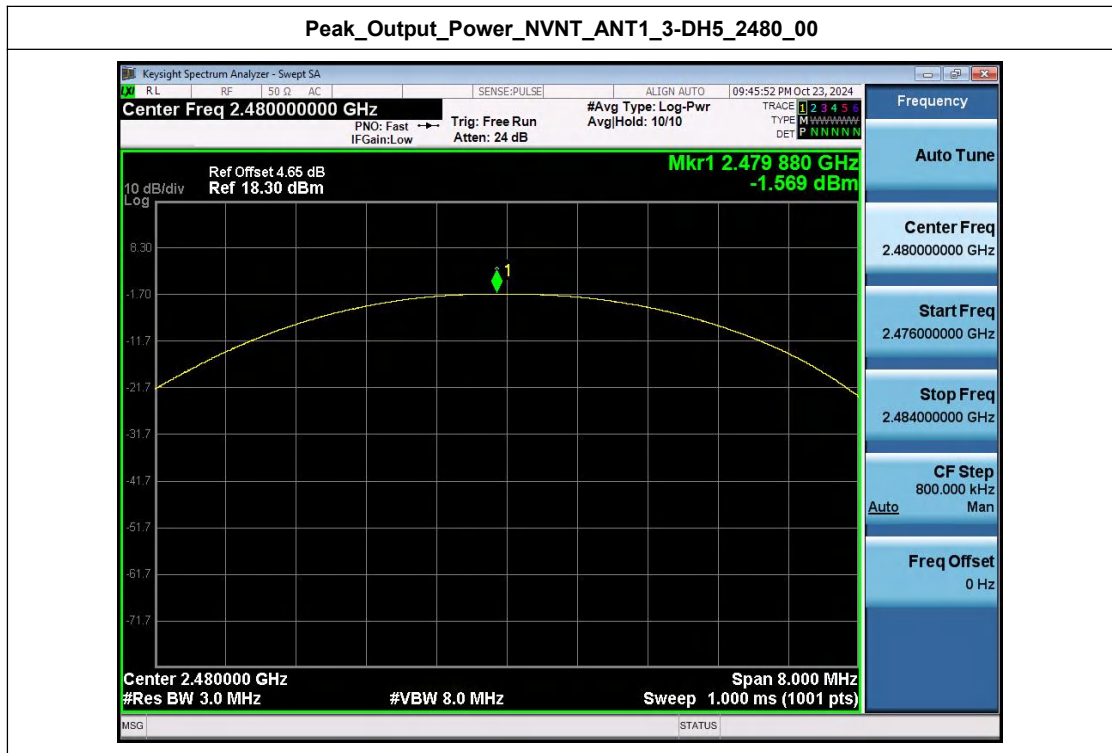 Peak_Output_Power_NVNT_ANT1_3-DH5_2480_00
Keysight Spectrum Analyzer - Swept SA
LXI RL RF 50 Ω AC SENSE:PULSE ALIGN AUTO 09:45:52 PM Oct 23, 2024
Center Freq 2.480000000 GHz
PNO: Fast
IFGain:Low
Trig: Free Run
Atten: 24 dB
#Avg Type: Log-Pwr
Avg|Hold: 10/10
TRACE 1 2 3 4 5 6
TYPE M WWWWW
DET P N N N N N
Frequency
Mkr1 2.479 880 GHz
-1.569 dBm
Ref Offset 4.65 dB
10 dB/div Ref 18.30 dBm
Log
1
8.30
-1.70
-11.7
-21.7
-31.7
-41.7
-51.7
-61.7
-71.7
Center 2.480000 GHz Span 8.000 MHz
#Res BW 3.0 MHz #VBW 8.0 MHz Sweep 1.000 ms (1001 pts)
Auto Tune
Center Freq
2.480000000 GHz
Start Freq
2.476000000 GHz
Stop Freq
2.484000000 GHz
CF Step
800.000 kHz
Auto Man
Freq Offset
0 Hz
MSG STATUS